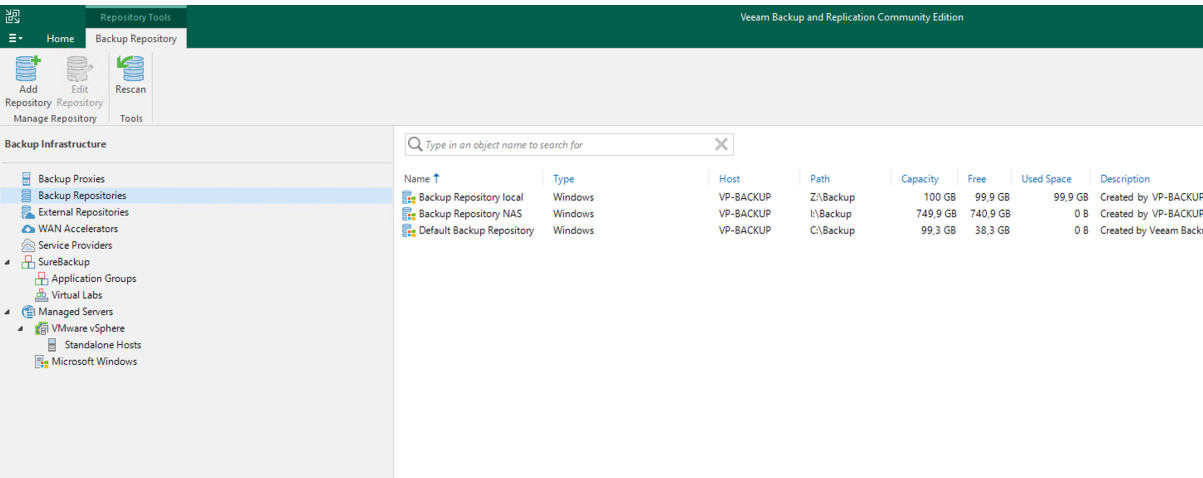 Repository Tools
Veeam Backup and Replication Community Edition
Home
Backup Repository
Add Repository
Edit Repository
Rescan
Manage Repository
Tools
Backup Infrastructure
Backup Proxies
Backup Repositories
External Repositories
WAN Accelerators
Service Providers
SureBackup
Application Groups
Virtual Labs
Managed Servers
VMware vSphere
Standalone Hosts
Microsoft Windows
Type in an object name to search for
Name Type Host Path Capacity Free Used Space Description
Backup Repository local Windows VP-BACKUP Z:\Backup 100 GB 99,9 GB 99,9 GB Created by VP-BACKUP
Backup Repository NAS Windows VP-BACKUP I:\Backup 749,9 GB 740,9 GB 0 B Created by VP-BACKUP
Default Backup Repository Windows VP-BACKUP C:\Backup 99,3 GB 38,3 GB 0 B Created by Veeam Back